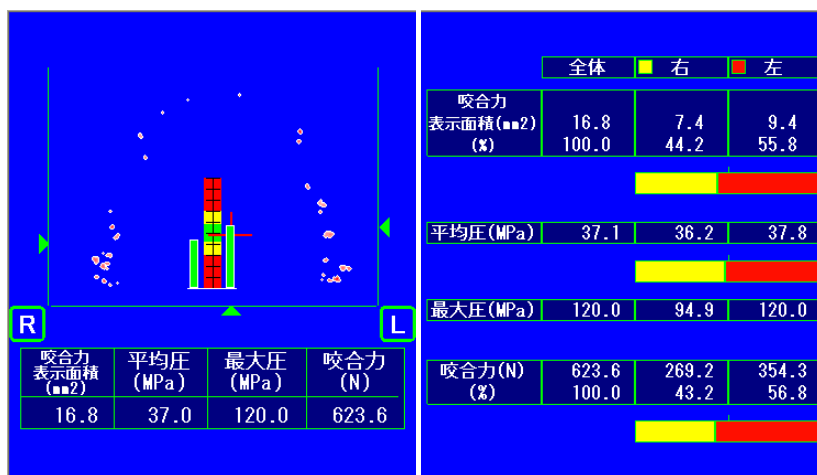 R
L
咬合力
表示面積
(mm2)
平均圧
(MPa)
最大圧
(MPa)
咬合力
(N)
16.8 37.0 120.0 623.6
全体 右 左
咬合力
表示面積(mm2) 16.8 7.4 9.4
(%) 100.0 44.2 55.8
平均圧(MPa) 37.1 36.2 37.8
最大圧(MPa) 120.0 94.9 120.0
咬合力(N) 623.6 269.2 354.3
(%) 100.0 43.2 56.8